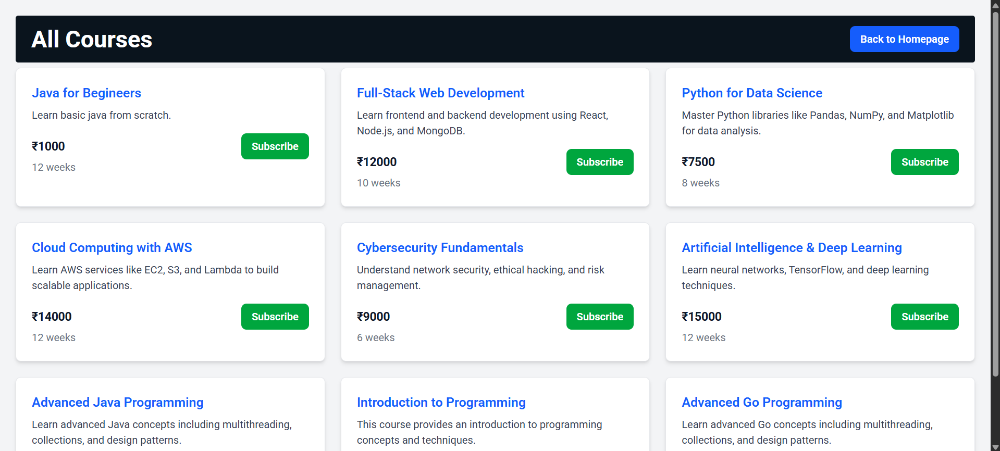 All Courses
Back to Homepage
Java for Begineers
Learn basic java from scratch.
₹1000
Subscribe
12 weeks
Full-Stack Web Development
Learn frontend and backend development using React,
Node.js, and MongoDB.
₹12000
Subscribe
10 weeks
Python for Data Science
Master Python libraries like Pandas, NumPy, and Matplotlib
for data analysis.
₹7500
Subscribe
8 weeks
Cloud Computing with AWS
Learn AWS services like EC2, S3, and Lambda to build
scalable applications.
₹14000
Subscribe
12 weeks
Cybersecurity Fundamentals
Understand network security, ethical hacking, and risk
management.
₹9000
Subscribe
6 weeks
Artificial Intelligence & Deep Learning
Learn neural networks, TensorFlow, and deep learning
techniques.
₹15000
Subscribe
12 weeks
Advanced Java Programming
Learn advanced Java concepts including multithreading,
collections, and design patterns.
Introduction to Programming
This course provides an introduction to programming
concepts and techniques.
Advanced Go Programming
Learn advanced Go concepts including multithreading,
collections, and design patterns.